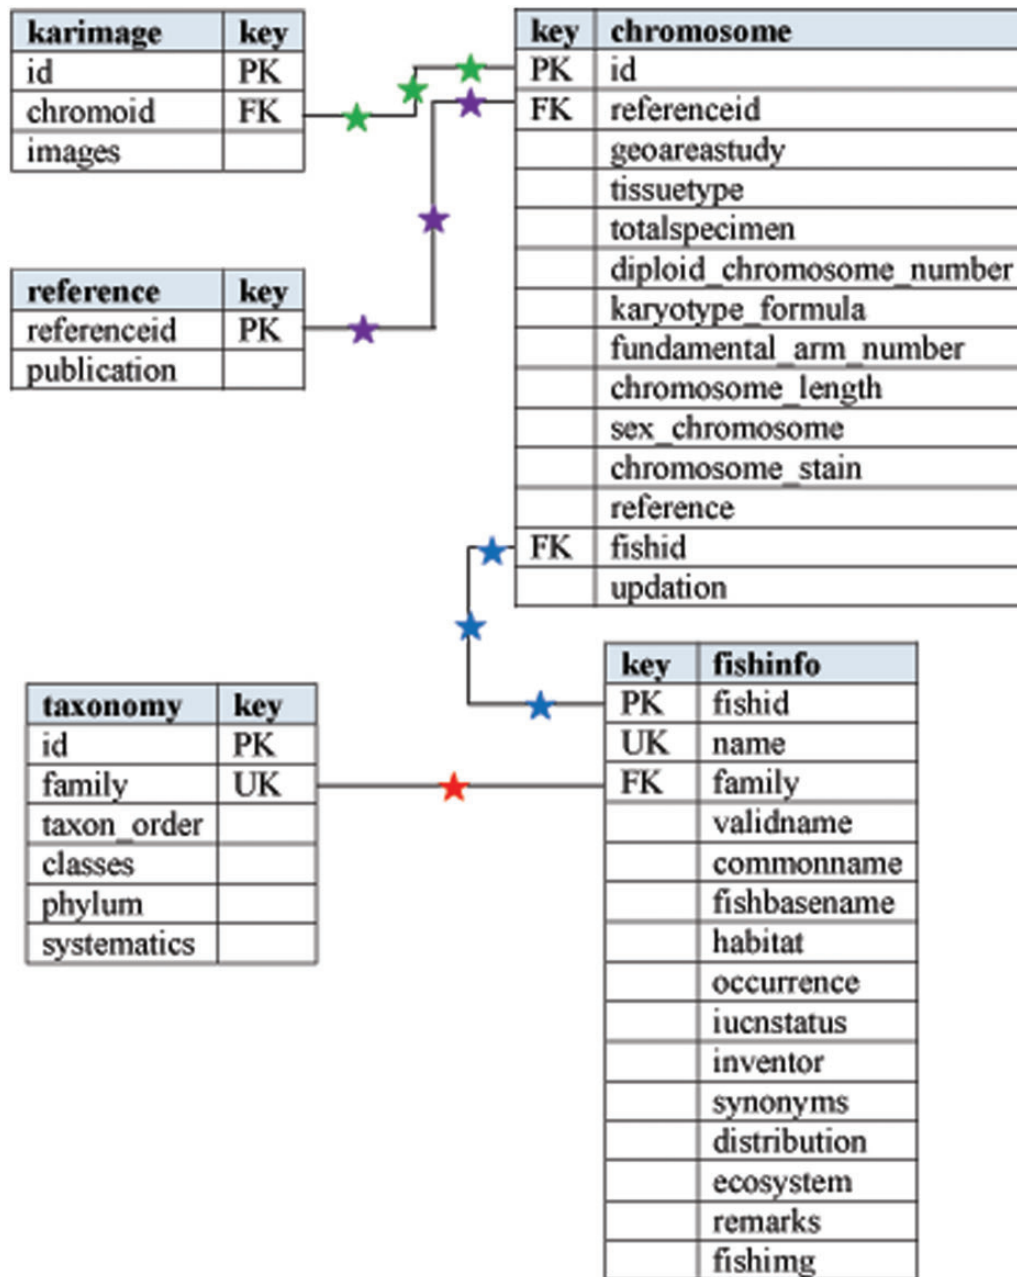 karimage key
id PK
chromoid FK
images
reference key
referenceid PK
publication
key chromosome
PK id
FK referenceid
geoareastudy
tissuetype
totalspecimen
diploid_chromosome_number
karyotype_formula
fundamental_arm_number
chromosome_length
sex_chromosome
chromosome_stain
reference
FK fishid
updation
taxonomy key
id PK
family UK
taxon_order
classes
phylum
systematics
key fishinfo
PK fishid
UK name
FK family
validname
commonname
fishbasename
habitat
occurrence
iucnstatus
inventor
synonyms
distribution
ecosystem
remarks
fishimg